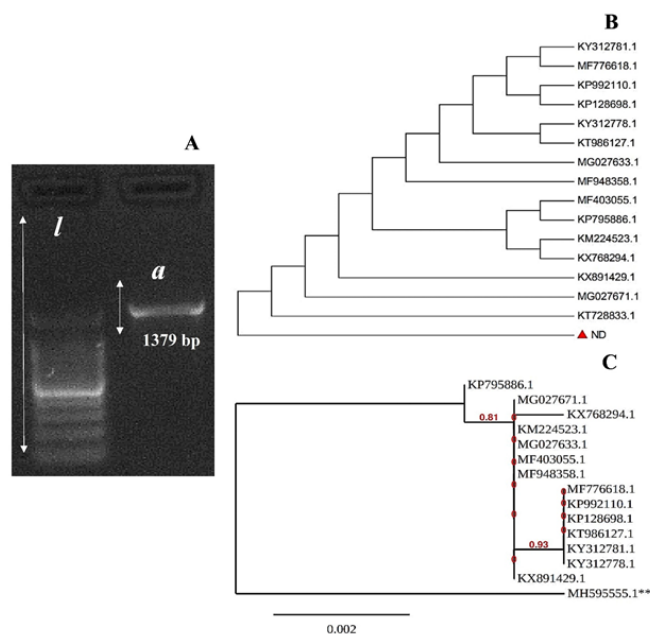 B
KY312781.1
MF776618.1
KP992110.1
KP128698.1
KY312778.1
KT986127.1
MG027633.1
MF948358.1
MF403055.1
KP795886.1
KM224523.1
KX768294.1
KX891429.1
MG027671.1
KT728833.1
ND
A
l
a
1379 bp
C
KP795886.1
MG027671.1
0.81
KX768294.1
KM224523.1
MG027633.1
MF403055.1
MF948358.1
MF776618.1
KP992110.1
KP128698.1
KT986127.1
0.93
KY312781.1
KY312778.1
KX891429.1
MH595555.1**
0.002